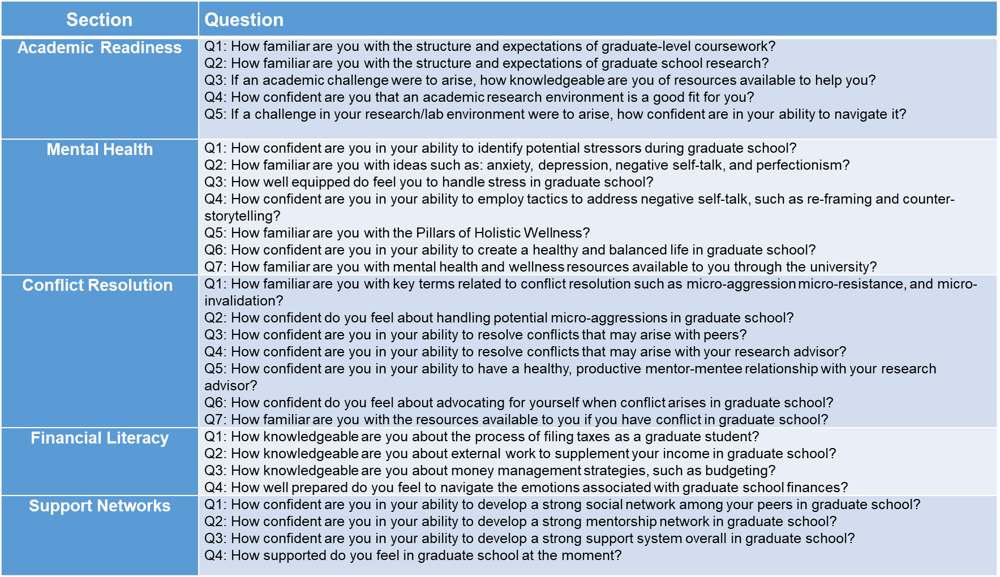 Section Question
Academic Readiness
Q1: How familiar are you with the structure and expectations of graduate-level coursework?
Q2: How familiar are you with the structure and expectations of graduate school research?
Q3: If an academic challenge were to arise, how knowledgeable are you of resources available to help you?
Q4: How confident are you that an academic research environment is a good fit for you?
Q5: If a challenge in your research/lab environment were to arise, how confident are in your ability to navigate it?
Mental Health
Q1: How confident are you in your ability to identify potential stressors during graduate school?
Q2: How familiar are you with ideas such as: anxiety, depression, negative self-talk, and perfectionism?
Q3: How well equipped do feel you to handle stress in graduate school?
Q4: How confident are you in your ability to employ tactics to address negative self-talk, such as re-framing and counter-
storytelling?
Q5: How familiar are you with the Pillars of Holistic Wellness?
Q6: How confident are you in your ability to create a healthy and balanced life in graduate school?
Q7: How familiar are you with mental health and wellness resources available to you through the university?
Conflict Resolution
Q1: How familiar are you with key terms related to conflict resolution such as micro-aggression micro-resistance, and micro-
invalidation?
Q2: How confident do you feel about handling potential micro-aggressions in graduate school?
Q3: How confident are you in your ability to resolve conflicts that may arise with peers?
Q4: How confident are you in your ability to resolve conflicts that may arise with your research advisor?
Q5: How confident are you in your ability to have a healthy, productive mentor-mentee relationship with your research
advisor?
Q6: How confident do you feel about advocating for yourself when conflict arises in graduate school?
Q7: How familiar are you with the resources available to you if you have conflict in graduate school?
Financial Literacy
Q1: How knowledgeable are you about the process of filing taxes as a graduate student?
Q2: How knowledgeable are you about external work to supplement your income in graduate school?
Q3: How knowledgeable are you about money management strategies, such as budgeting?
Q4: How well prepared do you feel to navigate the emotions associated with graduate school finances?
Support Networks
Q1: How confident are you in your ability to develop a strong social network among your peers in graduate school?
Q2: How confident are you in your ability to develop a strong mentorship network in graduate school?
Q3: How confident are you in your ability to develop a strong support system overall in graduate school?
Q4: How supported do you feel in graduate school at the moment?